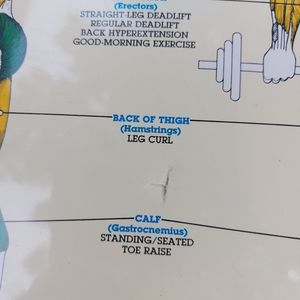 (Erectors)
STRAIGHT-LEG DEADLIFT
REGULAR DEADLIFT
BACK HYPEREXTENSION
GOOD-MORNING EXERCISE
BACK OF THIGH
(Hamstrings)
LEG CURL
CALF
(Gastrocnemius)
STANDING/SEATED
TOE RAISE